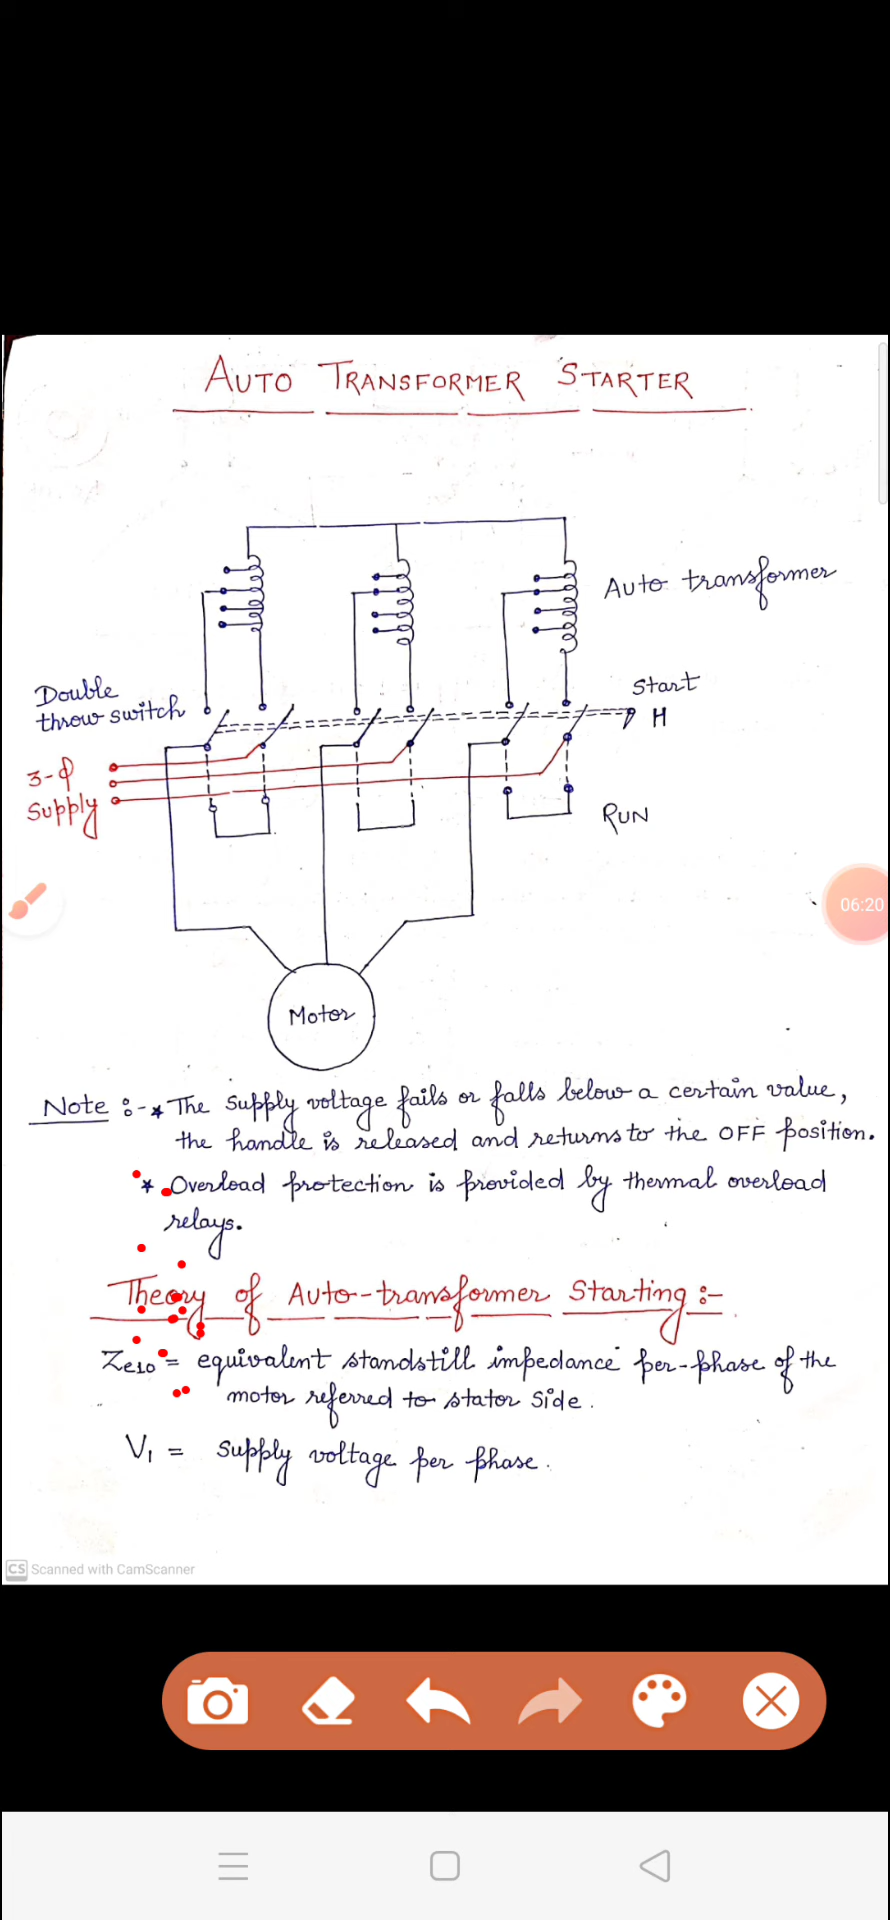 AUTO TRANSFORMER STARTER
Auto transformer
Double
throw switch
Start
H
3-φ
Supply
RUN
06:20
Motor
Note :- * The supply voltage fails or falls below a certain value,
the handle is released and returns to the OFF position.
* Overload protection is provided by thermal overload
relays.
Theory of Auto-transformer Starting :-
Ze10 = equivalent standstill impedance per-phase of the
motor referred to stator side.
V1 = supply voltage per phase.
CS Scanned with CamScanner